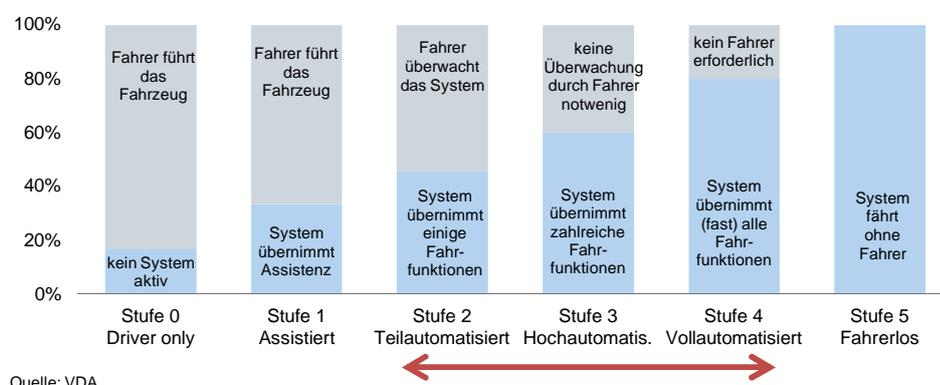 100%
80%
60%
40%
20%
0%
Fahrer führt
das
Fahrzeug
kein System
aktiv
Fahrer führt
das
Fahrzeug
System
übernimmt
Assistenz
Fahrer
überwacht
das System
System
übernimmt
einige
Fahr-
funktionen
keine
Überwachung
durch Fahrer
notwenig
System
übernimmt
zahlreiche
Fahr-
funktionen
kein Fahrer
erforderlich
System
übernimmt
(fast) alle
Fahr-
funktionen
System
fährt
ohne
Fahrer
Stufe 0
Driver only
Stufe 1
Assistiert
Stufe 2
Teilautomatisiert
Stufe 3
Hochautomatis.
Stufe 4
Vollautomatisiert
Stufe 5
Fahrerlos
Quelle: VDA